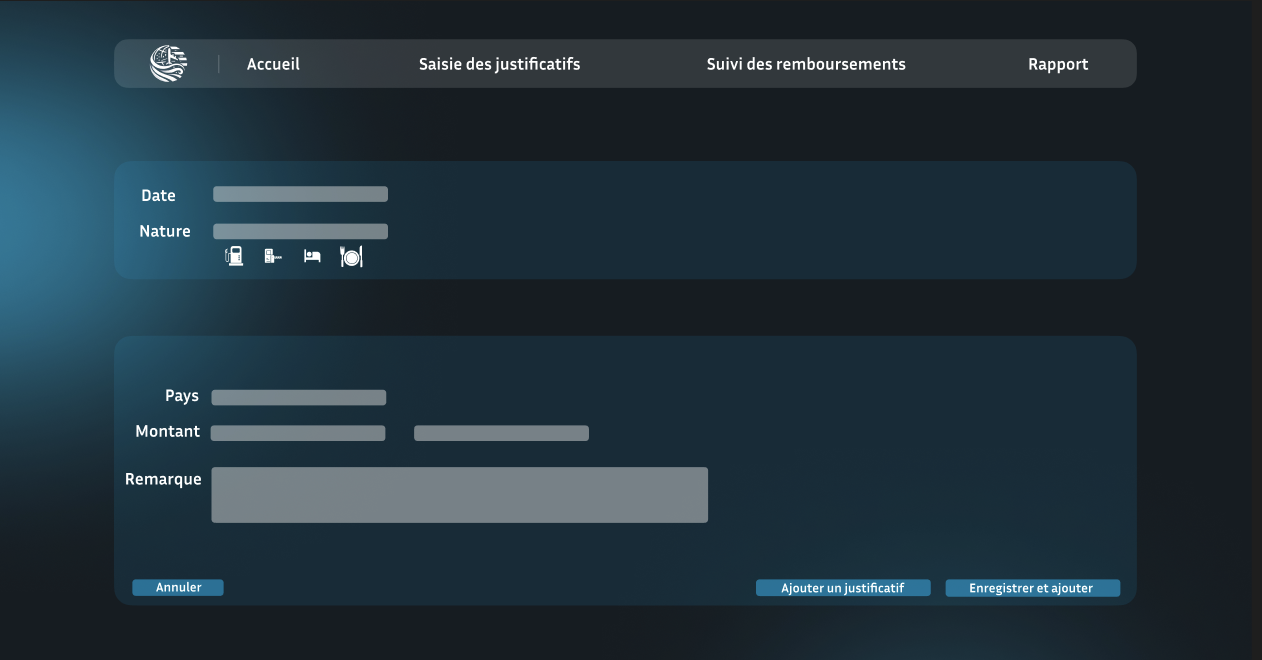 Accueil
Saisie des justificatifs
Suivi des remboursements
Rapport
Date
Nature
Pays
Montant
Remarque
Annuler
Ajouter un justificatif
Enregistrer et ajouter